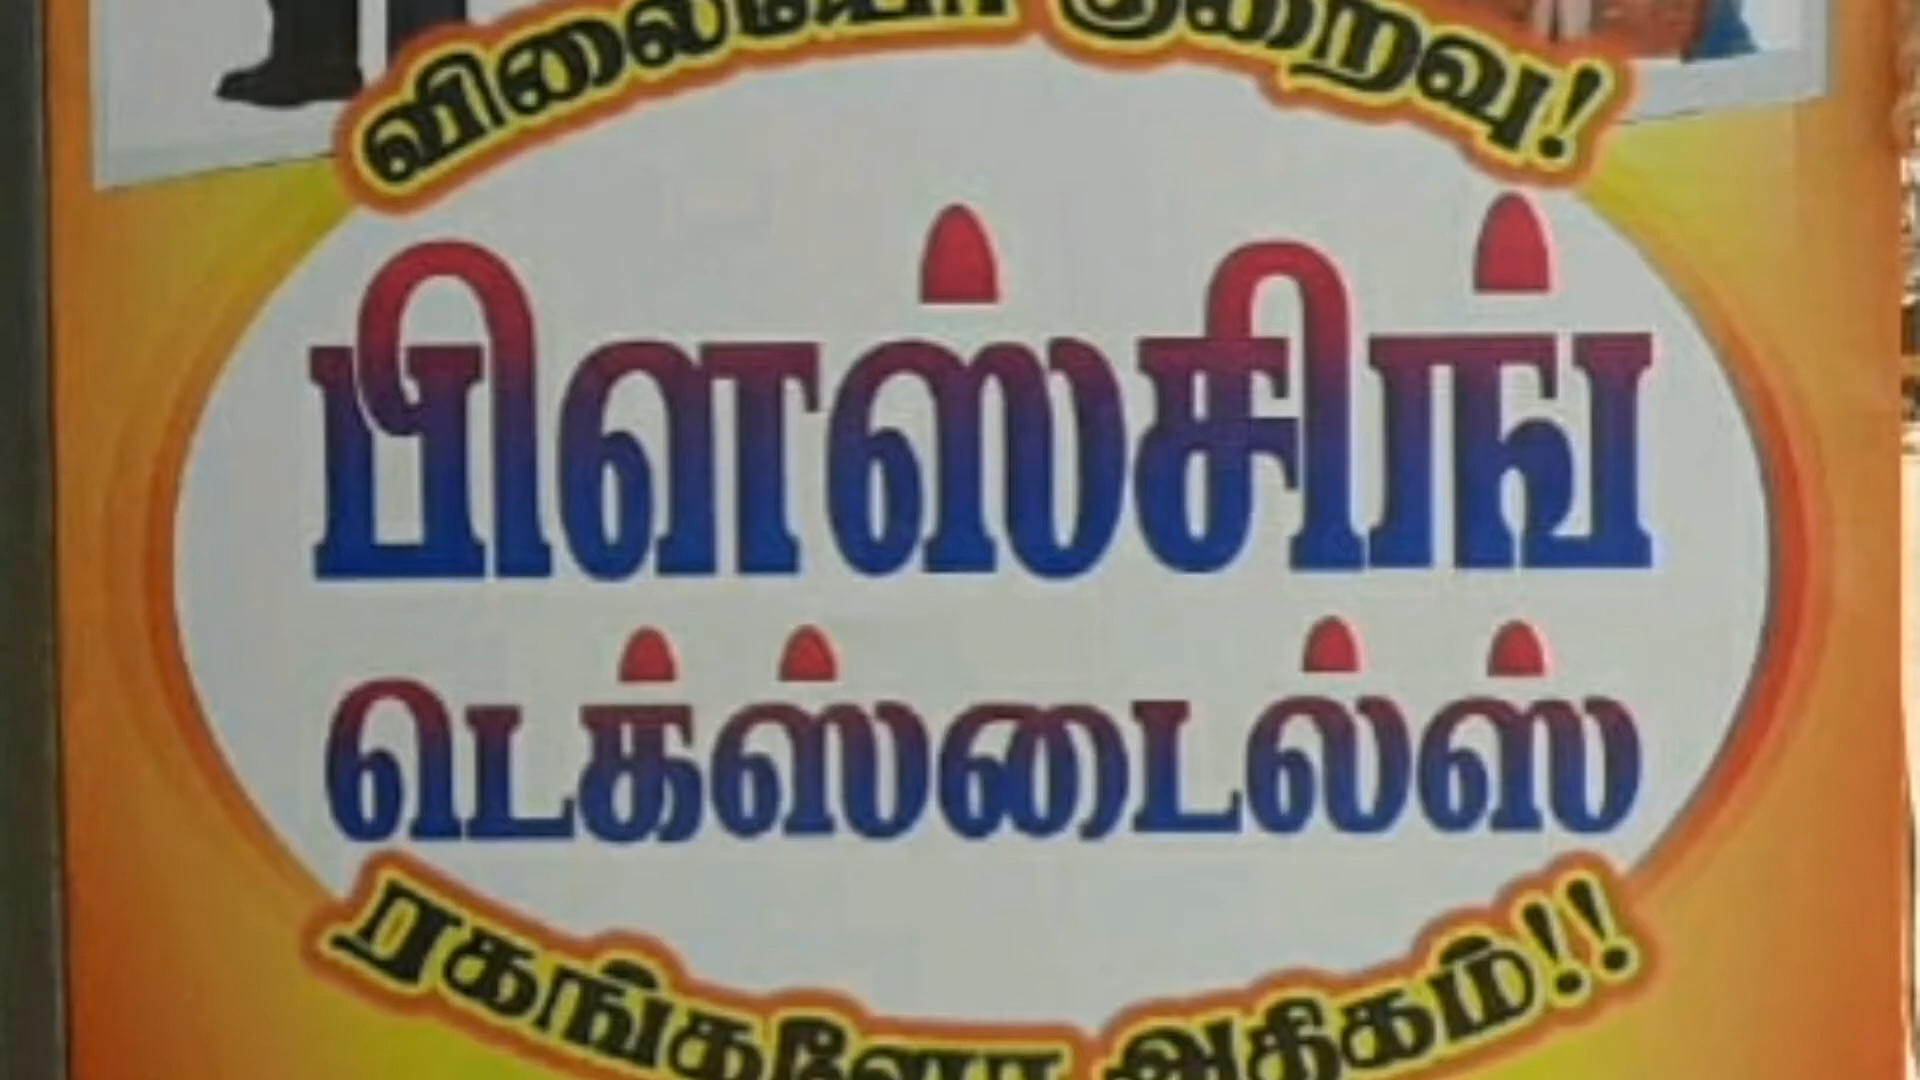 விலையோ குறைவு!
பிளஸ்சிங்
டெக்ஸ்டைல்ஸ்
ரகங்களோ அதிகம்!!